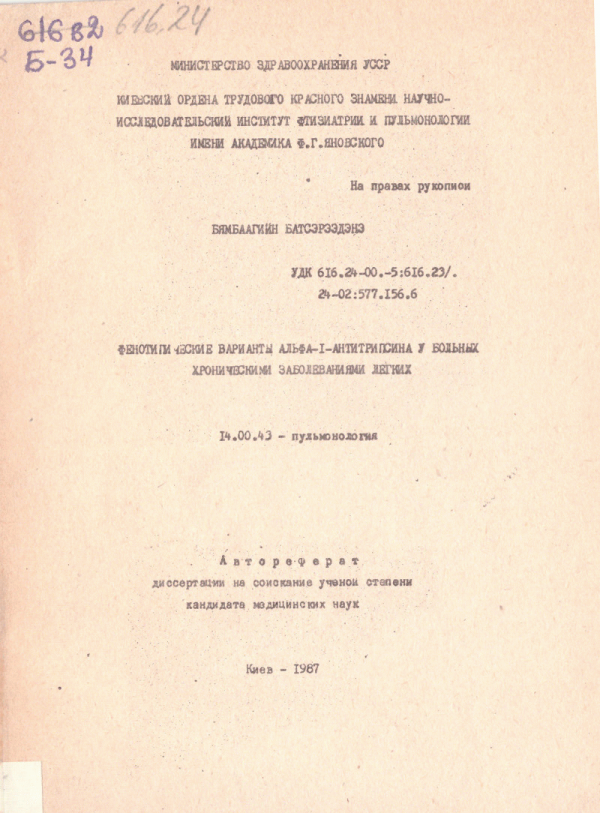 616в2 616.24
Б-34
МИНИСТЕРСТВО ЗДРАВООХРАНЕНИЯ УССР
КИЕВСКИЙ ОРДЕНА ТРУДОВОГО КРАСНОГО ЗНАМЕНИ НАУЧНО-
ИССЛЕДОВАТЕЛЬСКИЙ ИНСТИТУТ ФТИЗИАТРИИ И ПУЛЬМОНОЛОГИИ
ИМЕНИ АКАДЕМИКА Ф.Г.ЯНОВСКОГО
На правах рукописи
БЯМБААГИЙН БАТСЭРЭЭДЭНЭ
УДК 616.24-00.-5:616.23/.
24-02:577.156.6
ФЕНОТИПИЧЕСКИЕ ВАРИАНТЫ АЛЬФА-I-АНТИТРИПСИНА У БОЛЬНЫХ
ХРОНИЧЕСКИМИ ЗАБОЛЕВАНИЯМИ ЛЕГКИХ
14.00.43 - пульмонология
Автореферат
диссертации на соискание ученой степени
кандидата медицинских наук
Киев - 1987